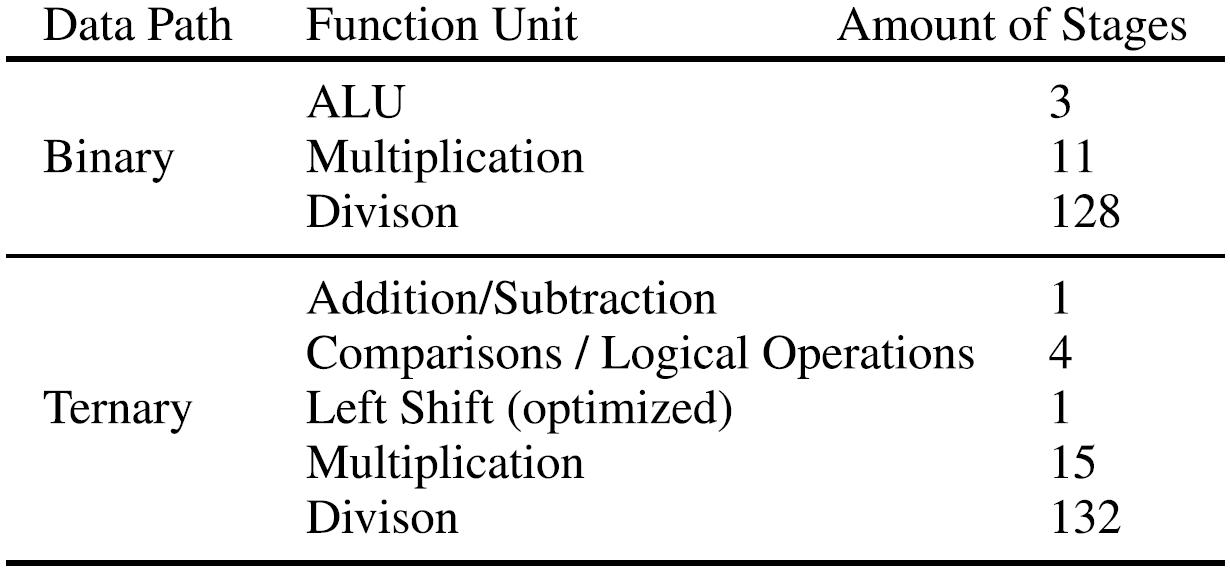 Data Path Function Unit Amount of Stages
ALU 3
Binary Multiplication 11
Divison 128
Addition/Subtraction 1
Comparisons / Logical Operations 4
Ternary Left Shift (optimized) 1
Multiplication 15
Divison 132